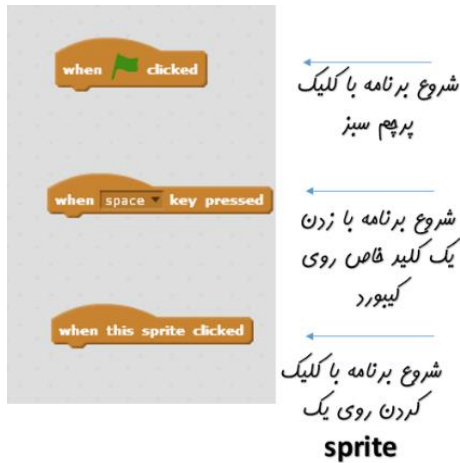 when clicked
شروع برنامه با کلیک
پرچم سبز
when space key pressed
شروع برنامه با زدن
یک کلید خاص روی
کیبورد
when this sprite clicked
شروع برنامه با کلیک
کردن روی یک
sprite